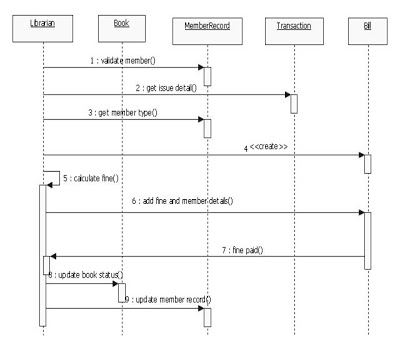 Librarian
Book
MemberRecord
Transaction
Bill
1 : validate member()
2 : get issue detail()
3 : get member type()
4 <<create>>
5 : calculate fine()
6 : add fine and member details()
7 : fine paid()
8 : update book status()
9 : update member record()